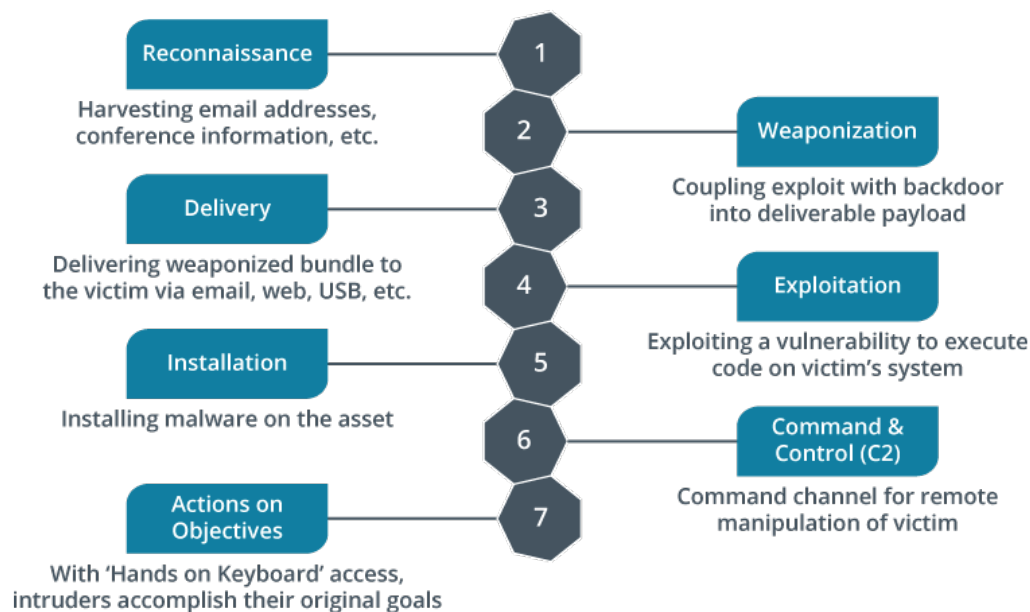 Reconnaissance
1
Harvesting email addresses,
conference information, etc.
2
Weaponization
Coupling exploit with backdoor
into deliverable payload
Delivery
3
Delivering weaponized bundle to
the victim via email, web, USB, etc.
4
Exploitation
Exploiting a vulnerability to execute
code on victim’s system
Installation
5
Installing malware on the asset
6
Command &
Control (C2)
Command channel for remote
manipulation of victim
Actions on
Objectives
7
With ‘Hands on Keyboard’ access,
intruders accomplish their original goals